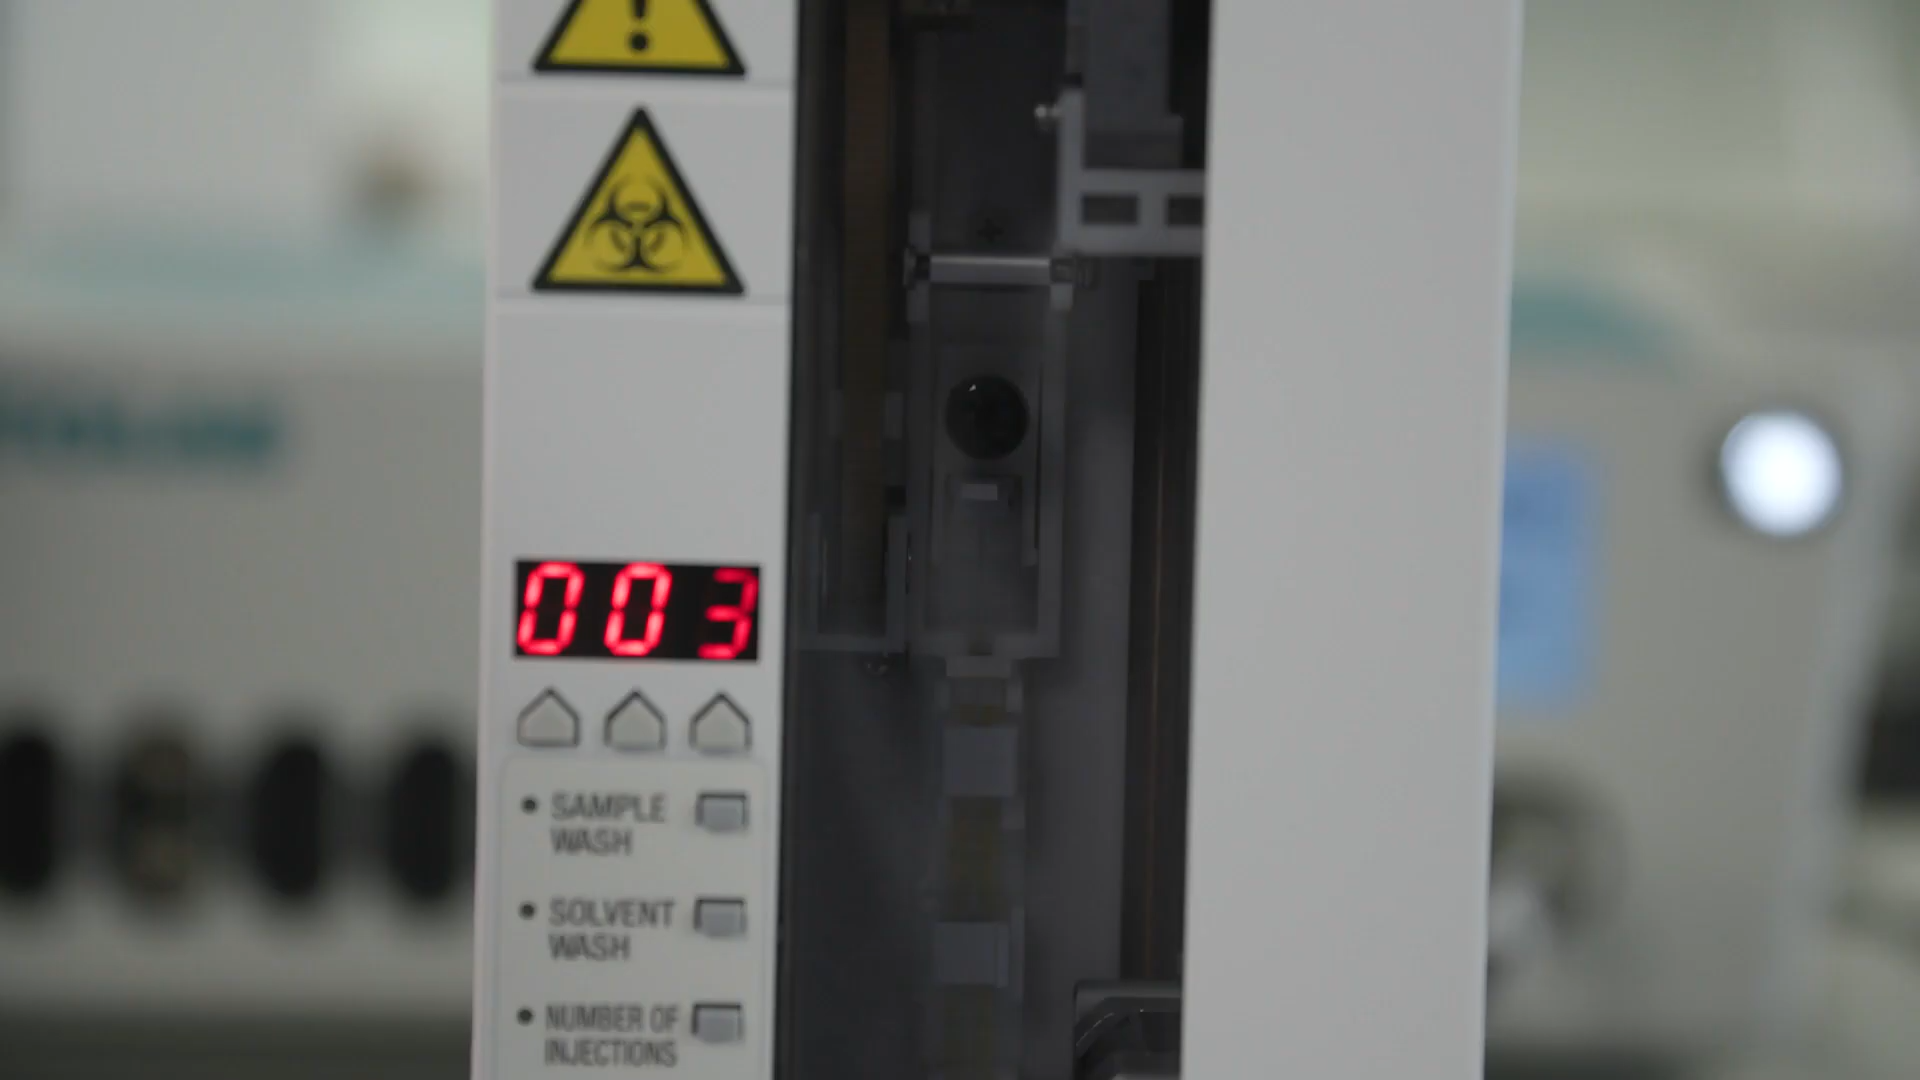 003
• SAMPLE
WASH
• SOLVENT
WASH
• NUMBER OF
INJECTIONS